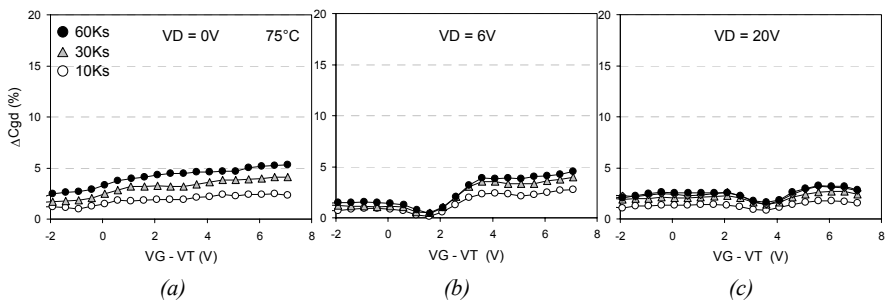 ΔCgd (%)
20
15
10
5
0
60Ks
30Ks
10Ks
VD = 0V
75°C
-2
0
2
4
6
8
VG - VT (V)
(a)
20
15
10
5
0
VD = 6V
-2
0
2
4
6
8
VG - VT (V)
(b)
20
15
10
5
0
VD = 20V
-2
0
2
4
6
8
VG - VT (V)
(c)